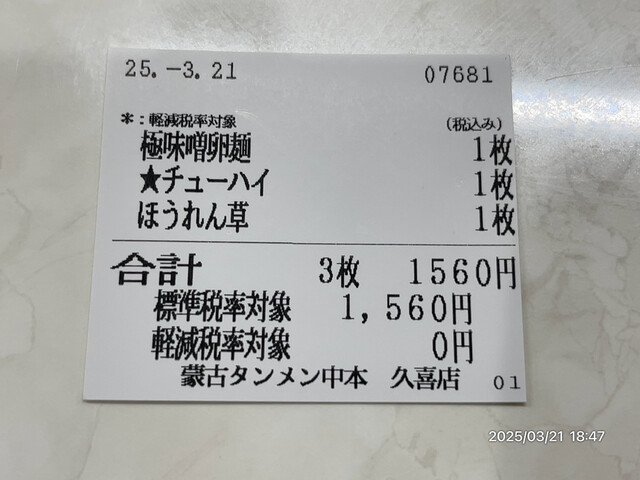 25.-3.21 07681
*:軽減税率対象 (税込み)
極味噌卵麺 1枚
★チューハイ 1枚
ほうれん草 1枚
合計 3枚 1560円
標準税率対象 1,560円
軽減税率対象 0円
蒙古タンメン中本 久喜店 01
2025/03/21 18:47